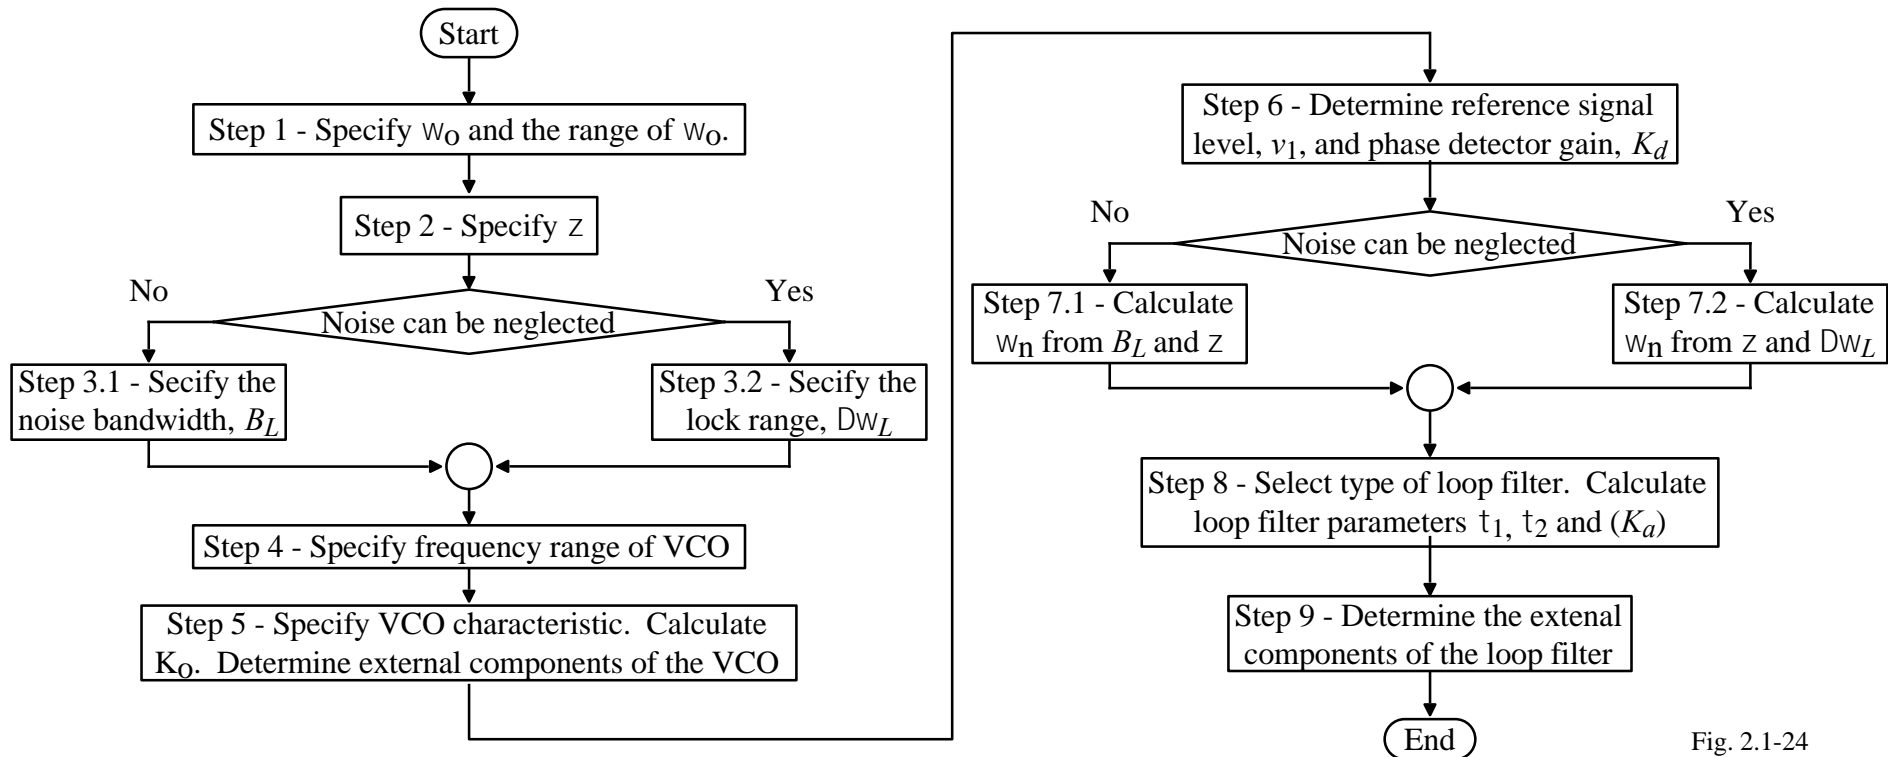 Start
Step 1 - Specify wo and the range of wo.
Step 2 - Specify z
No
Yes
Noise can be neglected
Step 3.1 - Secify the
noise bandwidth, BL
Step 3.2 - Secify the
lock range, DwL
Step 4 - Specify frequency range of VCO
Step 5 - Specify VCO characteristic. Calculate
Ko. Determine external components of the VCO
Step 6 - Determine reference signal
level, v1, and phase detector gain, Kd
No
Yes
Noise can be neglected
Step 7.1 - Calculate
wn from BL and z
Step 7.2 - Calculate
wn from z and DwL
Step 8 - Select type of loop filter. Calculate
loop filter parameters t1, t2 and (Ka)
Step 9 - Determine the extenal
components of the loop filter
End
Fig. 2.1-24